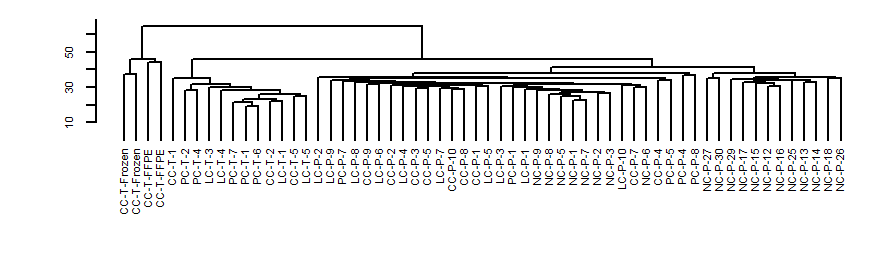 50
30
10
CC-T-Frozen
CC-T-Frozen
CC-T-FFPE
CC-T-FFPE
CC-T-1
PC-T-2
PC-T-4
LC-T-3
LC-T-4
PC-T-7
PC-T-1
PC-T-6
CC-T-2
LC-T-1
CC-T-5
LC-T-5
LC-P-2
LC-P-9
PC-P-7
LC-P-8
CC-P-9
LC-P-6
CC-P-2
LC-P-4
CC-P-3
CC-P-5
LC-P-7
CC-P-10
CC-P-8
CC-P-1
LC-P-5
LC-P-3
PC-P-1
LC-P-1
NC-P-9
NC-P-8
NC-P-5
NC-P-1
NC-P-7
NC-P-2
NC-P-3
LC-P-10
CC-P-7
NC-P-6
CC-P-4
PC-P-5
PC-P-4
PC-P-8
NC-P-27
NC-P-30
NC-P-29
NC-P-17
NC-P-15
NC-P-12
NC-P-16
NC-P-25
NC-P-13
NC-P-14
NC-P-18
NC-P-26